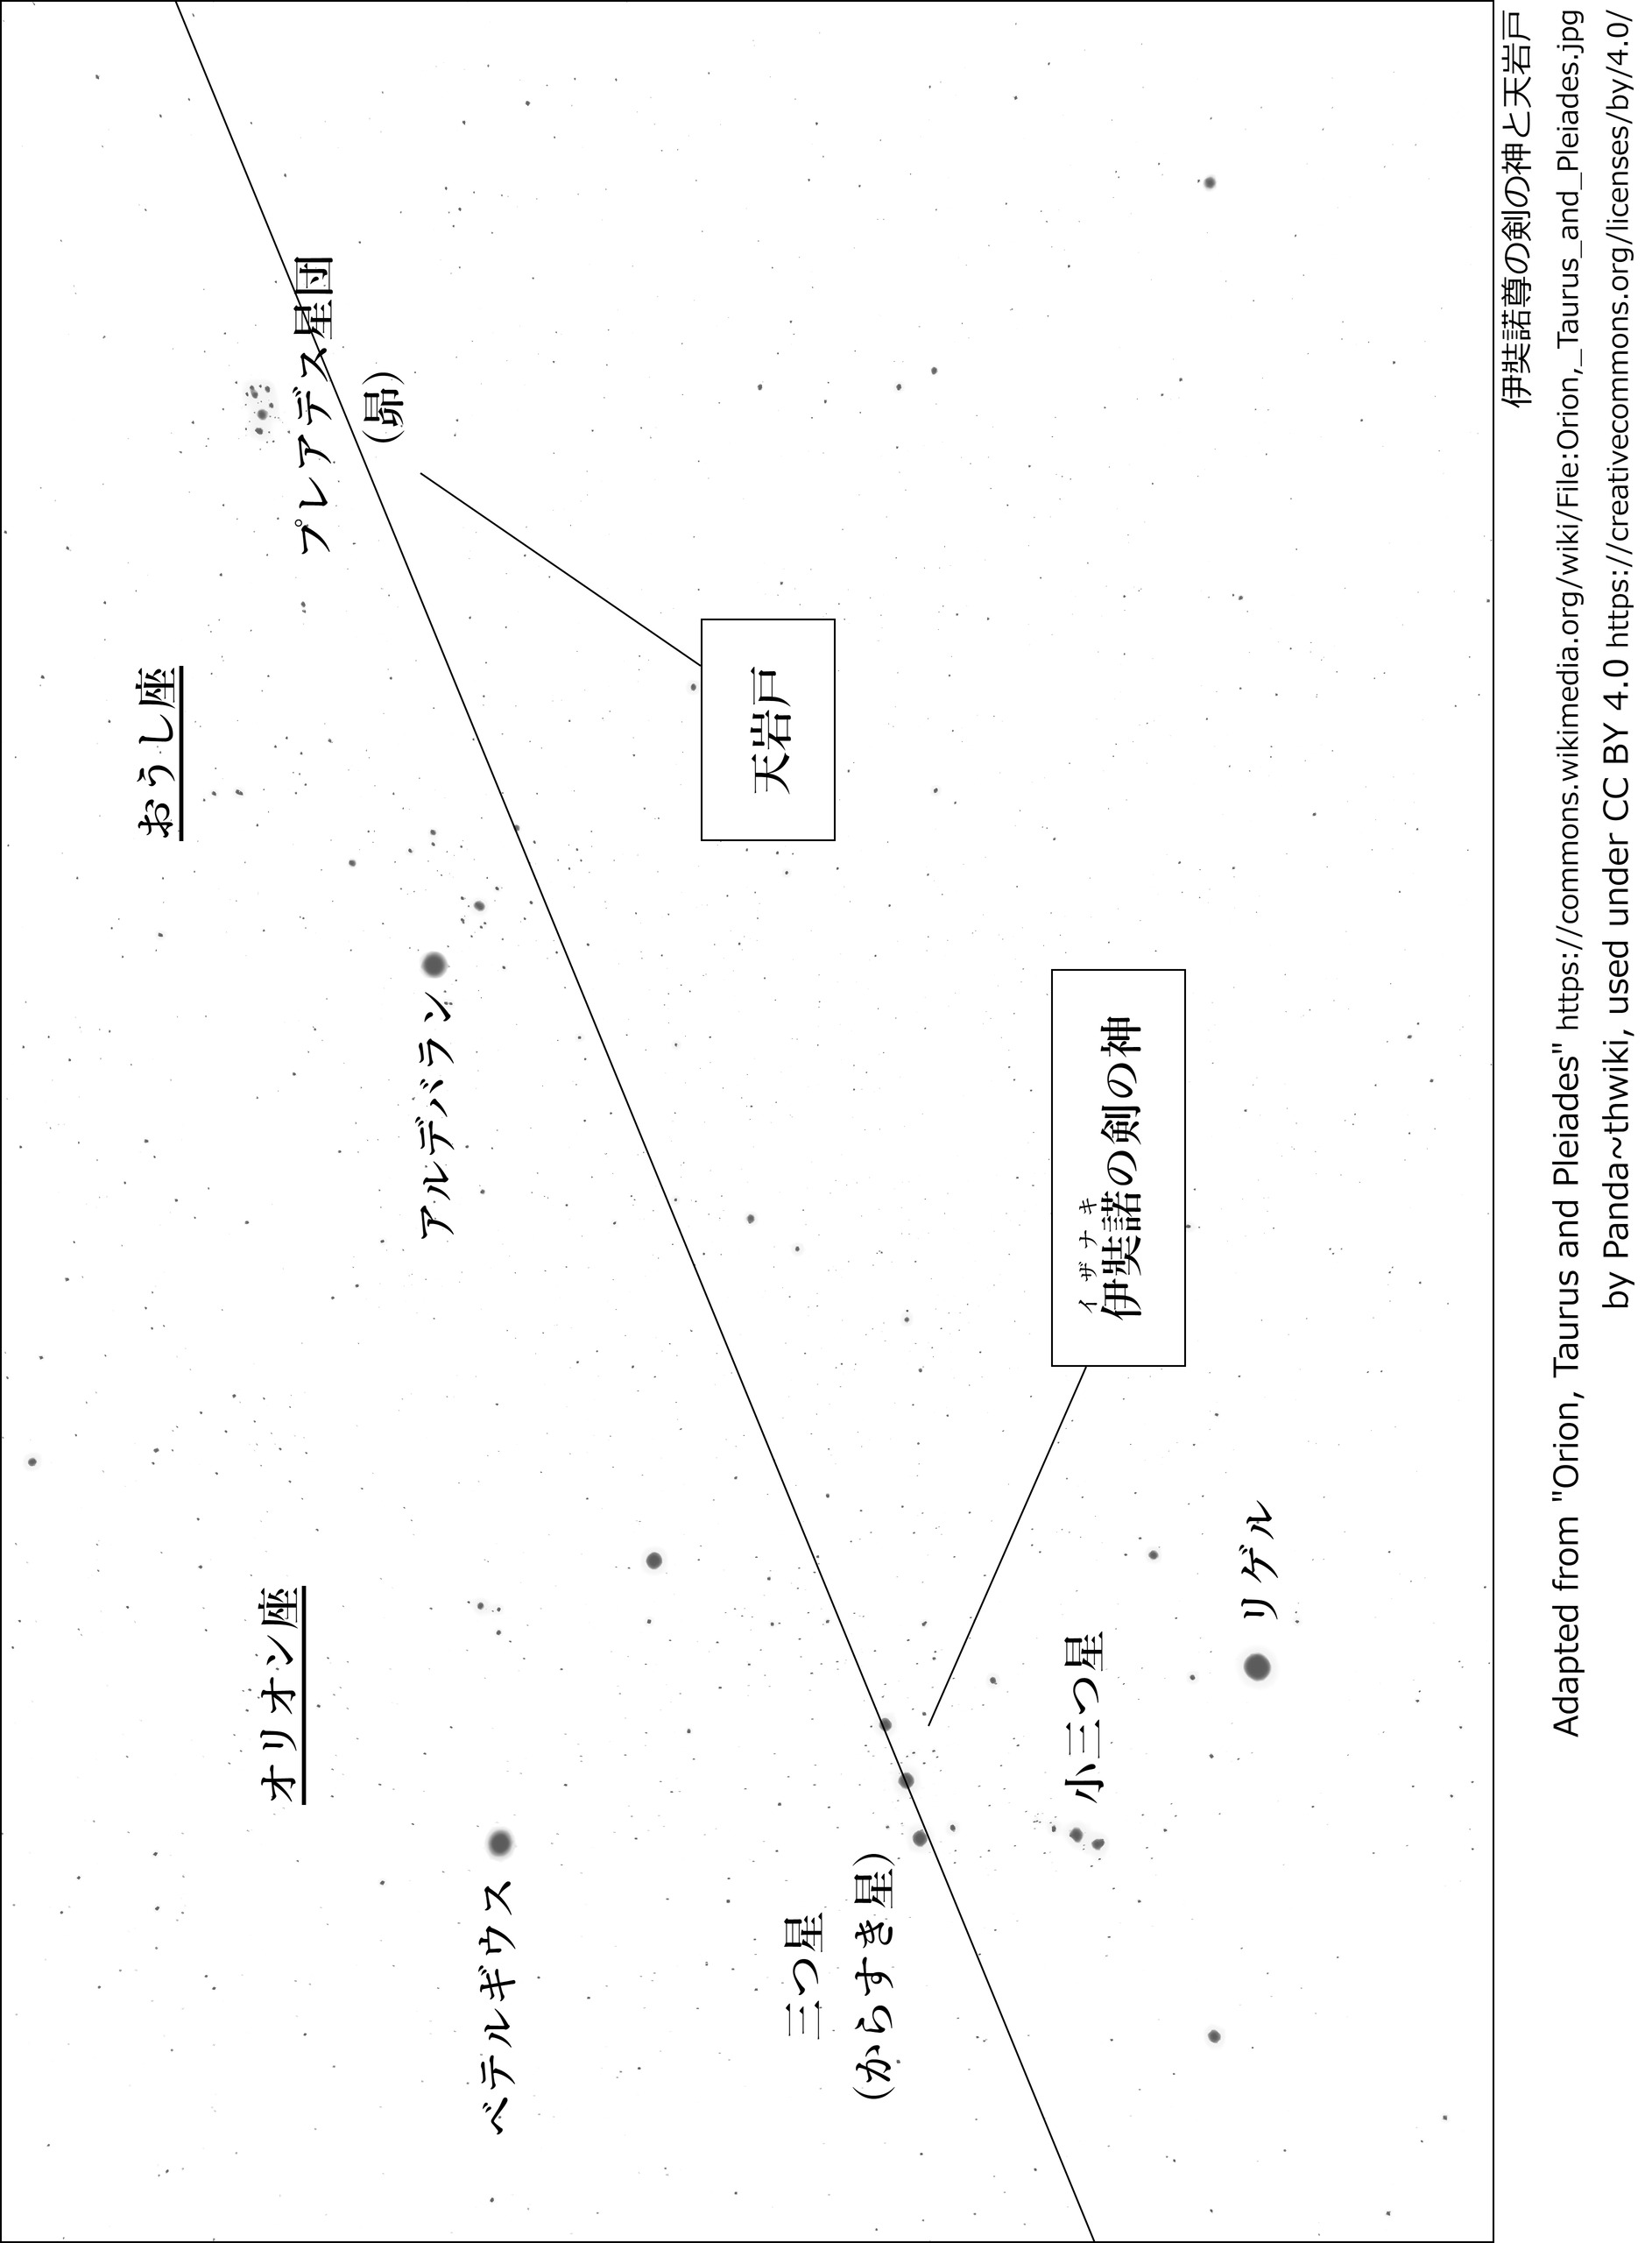 おうし座
プレアデス星団
(昴)
天岩戸
アルデバラン
オリオン座
ベテルギウス
三つ星
(からすき星)
イザナキ
伊奘諾の剣の神
小三つ星
リゲル
伊奘諾尊の剣の神と天岩戸
Adapted from "Orion, Taurus and Pleiades" https://commons.wikimedia.org/wiki/File:Orion,_Taurus_and_Pleiades.jpg
by Panda~thwiki, used under CC BY 4.0 https://creativecommons.org/licenses/by/4.0/